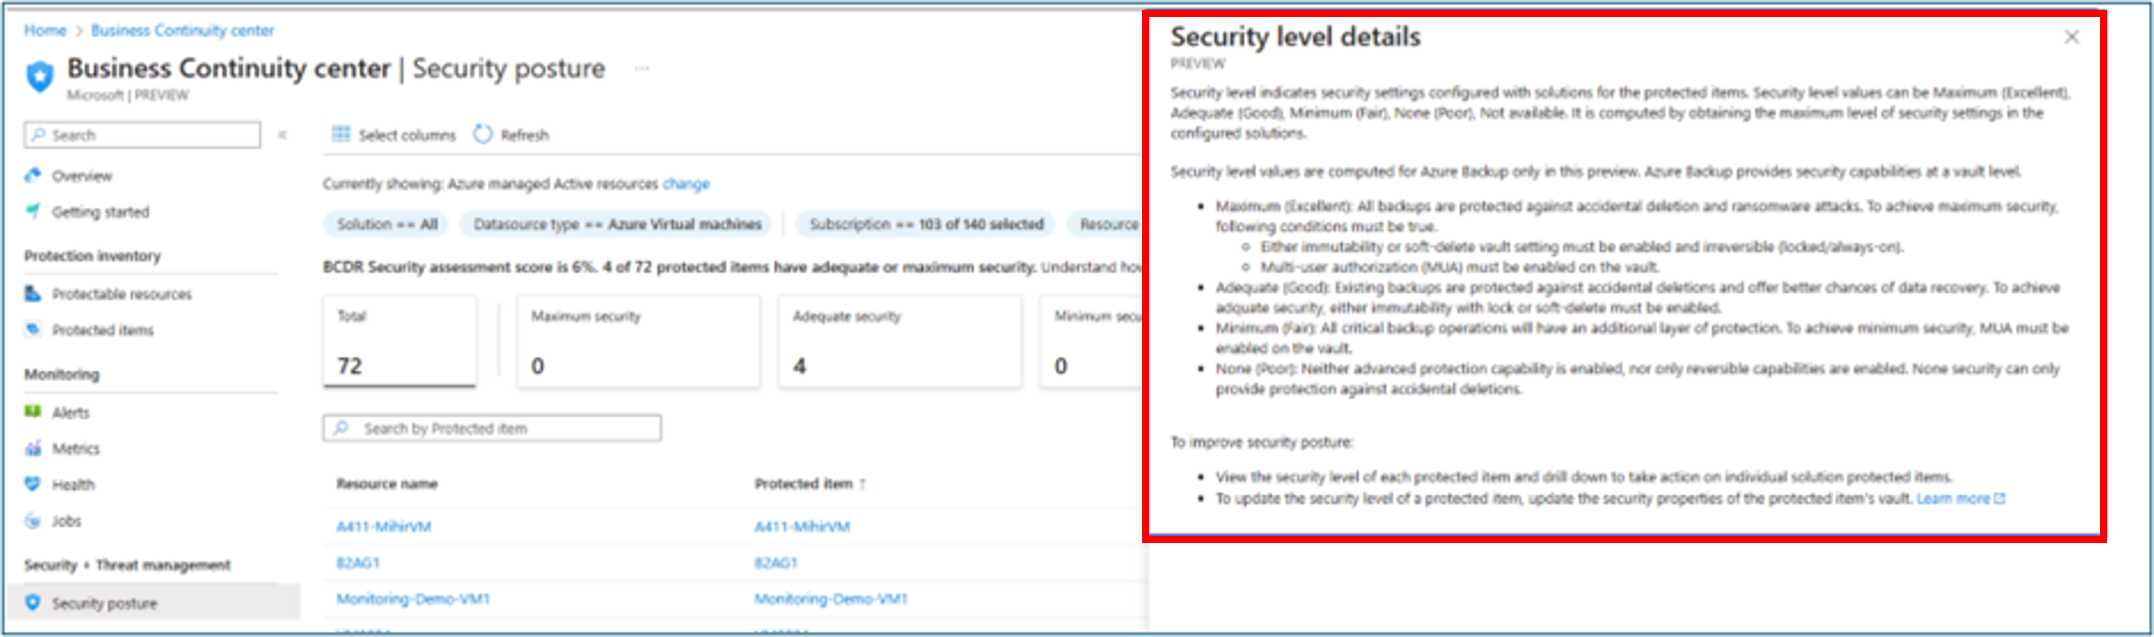 Home > Business Continuity center
Business Continuity center | Security posture ...
Microsoft | PREVIEW
Search
«
Overview
Getting started
Protection inventory
Protectable resources
Protected items
Monitoring
Alerts
Metrics
Health
Jobs
Security + Threat management
Security posture
Select columns
Refresh
Currently showing: Azure managed Active resources change
Solution == All
Datasource type == Azure Virtual machines
Subscription == 103 of 140 selected
Resource
BCDR Security assessment score is 6%. 4 of 72 protected items have adequate or maximum security. Understand
Total
72
Maximum security
0
Adequate security
4
Minimum secu
0
Search by Protected item
Resource name
Protected item ↑
A411-MihirVM
A411-MihirVM
B2AG1
B2AG1
Monitoring-Demo-VM1
Monitoring-Demo-VM1
Security level details
PREVIEW
Security level indicates security settings configured with solutions for the protected items. Security level values can be Maximum (Excellent),
Adequate (Good), Minimum (Fair), None (Poor), Not available. It is computed by obtaining the maximum level of security settings in the
configured solutions.
Security level values are computed for Azure Backup only in this preview. Azure Backup provides security capabilities at a vault level.
• Maximum (Excellent): All backups are protected against accidental deletion and ransomware attacks. To achieve maximum security,
following conditions must be true.
○ Either immutability or soft-delete vault setting must be enabled and irreversible (locked/always-on).
○ Multi-user authorization (MUA) must be enabled on the vault.
• Adequate (Good): Existing backups are protected against accidental deletions and offer better chances of data recovery. To achieve
adquate security, either immutability with lock or soft-delete must be enabled.
• Minimum (Fair): All critical backup operations will have an additional layer of protection. To achieve minimum security, MUA must be
enabled on the vault.
• None (Poor): Neither advanced protection capability is enabled, nor only reversible capabilities are enabled. None security can only
provide protection against accidental deletions.
To improve security posture:
• View the security level of each protected item and drill down to take action on individual solution protected items.
• To update the security level of a protected item, update the security properties of the protected item's vault. Learn more